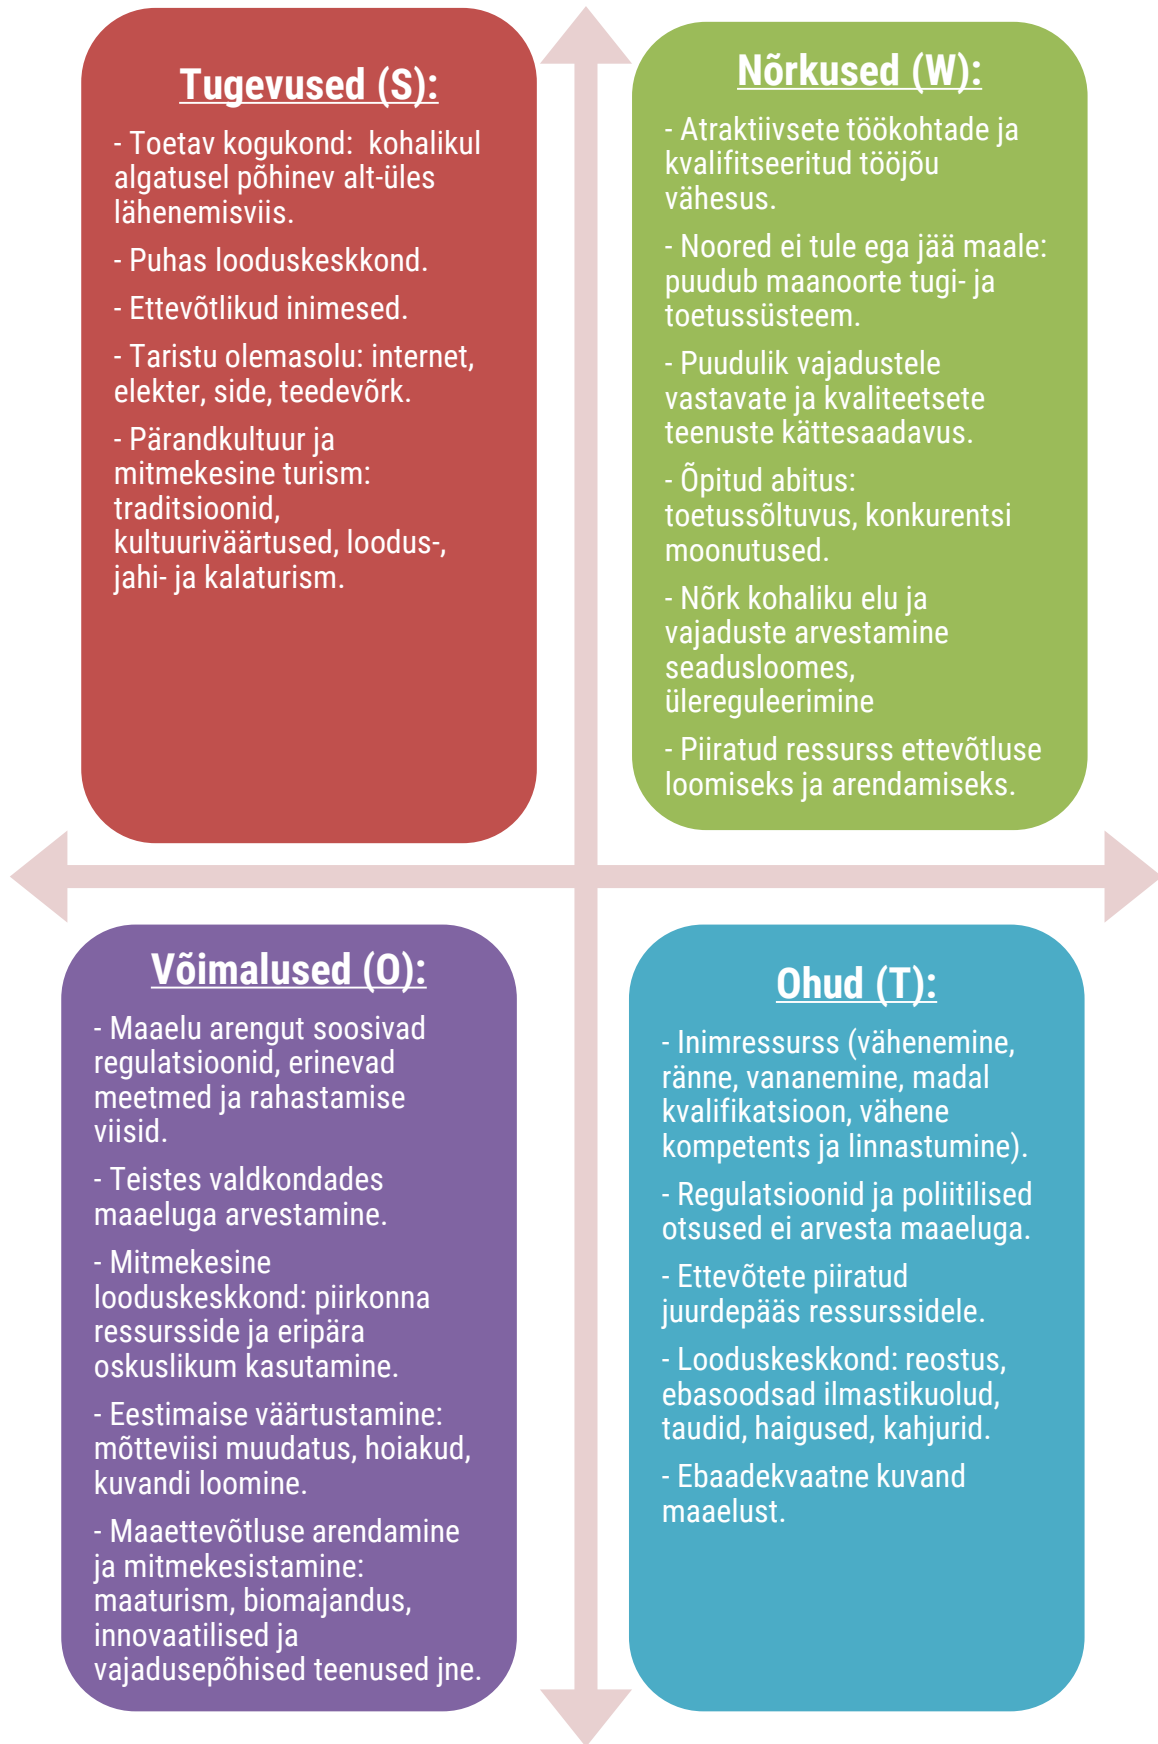 Tugevused (S):
- Toetav kogukond:  kohalikul
algatusel põhinev alt-üles
lähenemisviis.
- Puhas looduskeskkond.
- Ettevõtlikud inimesed.
- Taristu olemasolu: internet,
elekter, side, teedevõrk.
- Pärandkultuur ja
mitmekesine turism:
traditsioonid,
kultuuriväärtused, loodus-,
jahi- ja kalaturism.
Nõrkused (W):
- Atraktiivsete töökohtade ja
kvalifitseeritud tööjõu
vähesus.
- Noored ei tule ega jää maale:
puudub maanoorte tugi- ja
toetussüsteem.
- Puudulik vajadustele
vastavate ja kvaliteetsete
teenuste kättesaadavus.
- Õpitud abitus:
toetussõltuvus, konkurentsi
moonutused.
- Nõrk kohaliku elu ja
vajaduste arvestamine
seadusloomes,
ülereguleerimine
- Piiratud ressurss ettevõtluse
loomiseks ja arendamiseks.
Võimalused (O):
- Maaelu arengut soosivad
regulatsioonid, erinevad
meetmed ja rahastamise
viisid.
- Teistes valdkondades
maaeluga arvestamine.
- Mitmekesine
looduskeskkond: piirkonna
ressursside ja eripära
oskuslikum kasutamine.
- Eestimaise väärtustamine:
mõtteviisi muudatus, hoiakud,
kuvandi loomine.
- Maaettevõtluse arendamine
ja mitmekesistamine:
maaturism, biomajandus,
innovaatilised ja
vajadusepõhised teenused jne.
Ohud (T):
- Inimressurss (vähenemine,
ränne, vananemine, madal
kvalifikatsioon, vähene
kompetents ja linnastumine).
- Regulatsioonid ja poliitilised
otsused ei arvesta maaeluga.
- Ettevõtete piiratud
juurdepääs ressurssidele.
- Looduskeskkond: reostus,
ebasoodsad ilmastikuolud,
taudid, haigused, kahjurid.
- Ebaadekvaatne kuvand
maaelust.